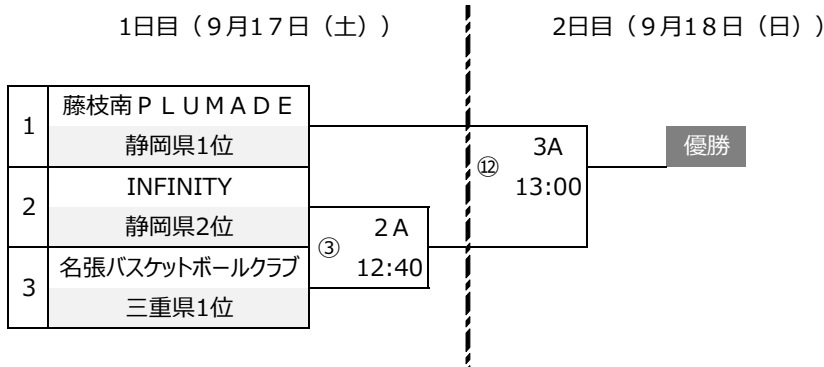 1日目（９月１７日（土））
2日目（９月１８日（日））
1
藤枝南ＰＬＵＭＡＤＥ
静岡県1位
⑫
3A
13:00
優勝
2
INFINITY
静岡県2位
③
２Ａ
12:40
3
名張バスケットボールクラブ
三重県1位